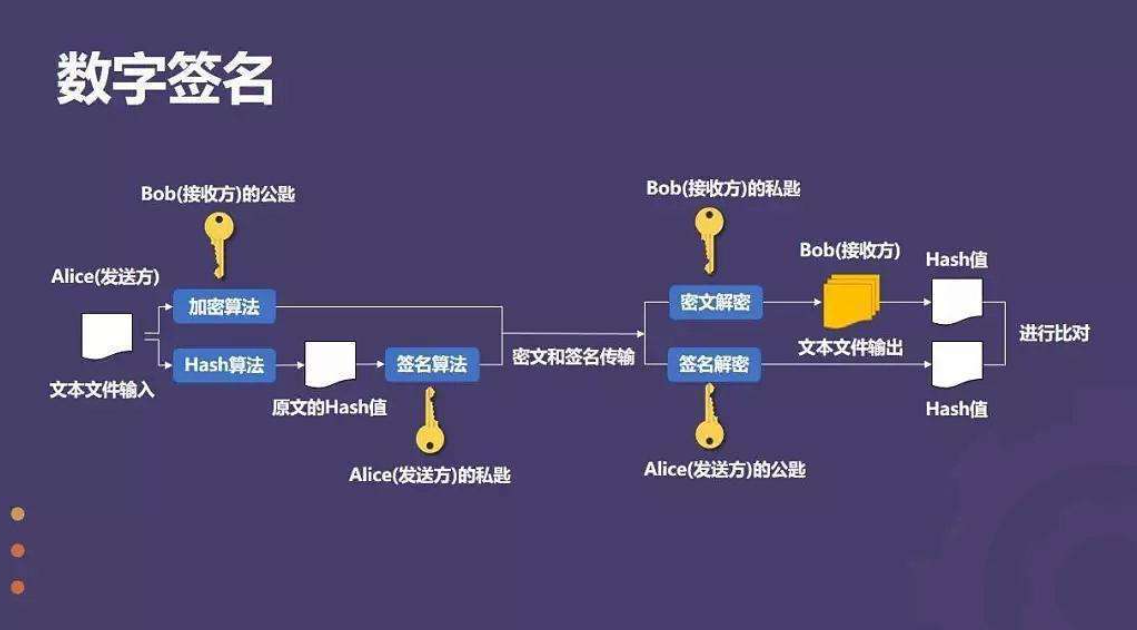 数字签名
Bob(接收方)的公匙
Alice(发送方)
加密算法
Hash算法
文本文件输入
原文的Hash值
签名算法
Alice(发送方)的私匙
密文和签名传输
Bob(接收方)的私匙
密文解密
Bob(接收方)
文本文件输出
Hash值
签名解密
Alice(发送方)的公匙
Hash值
进行比对